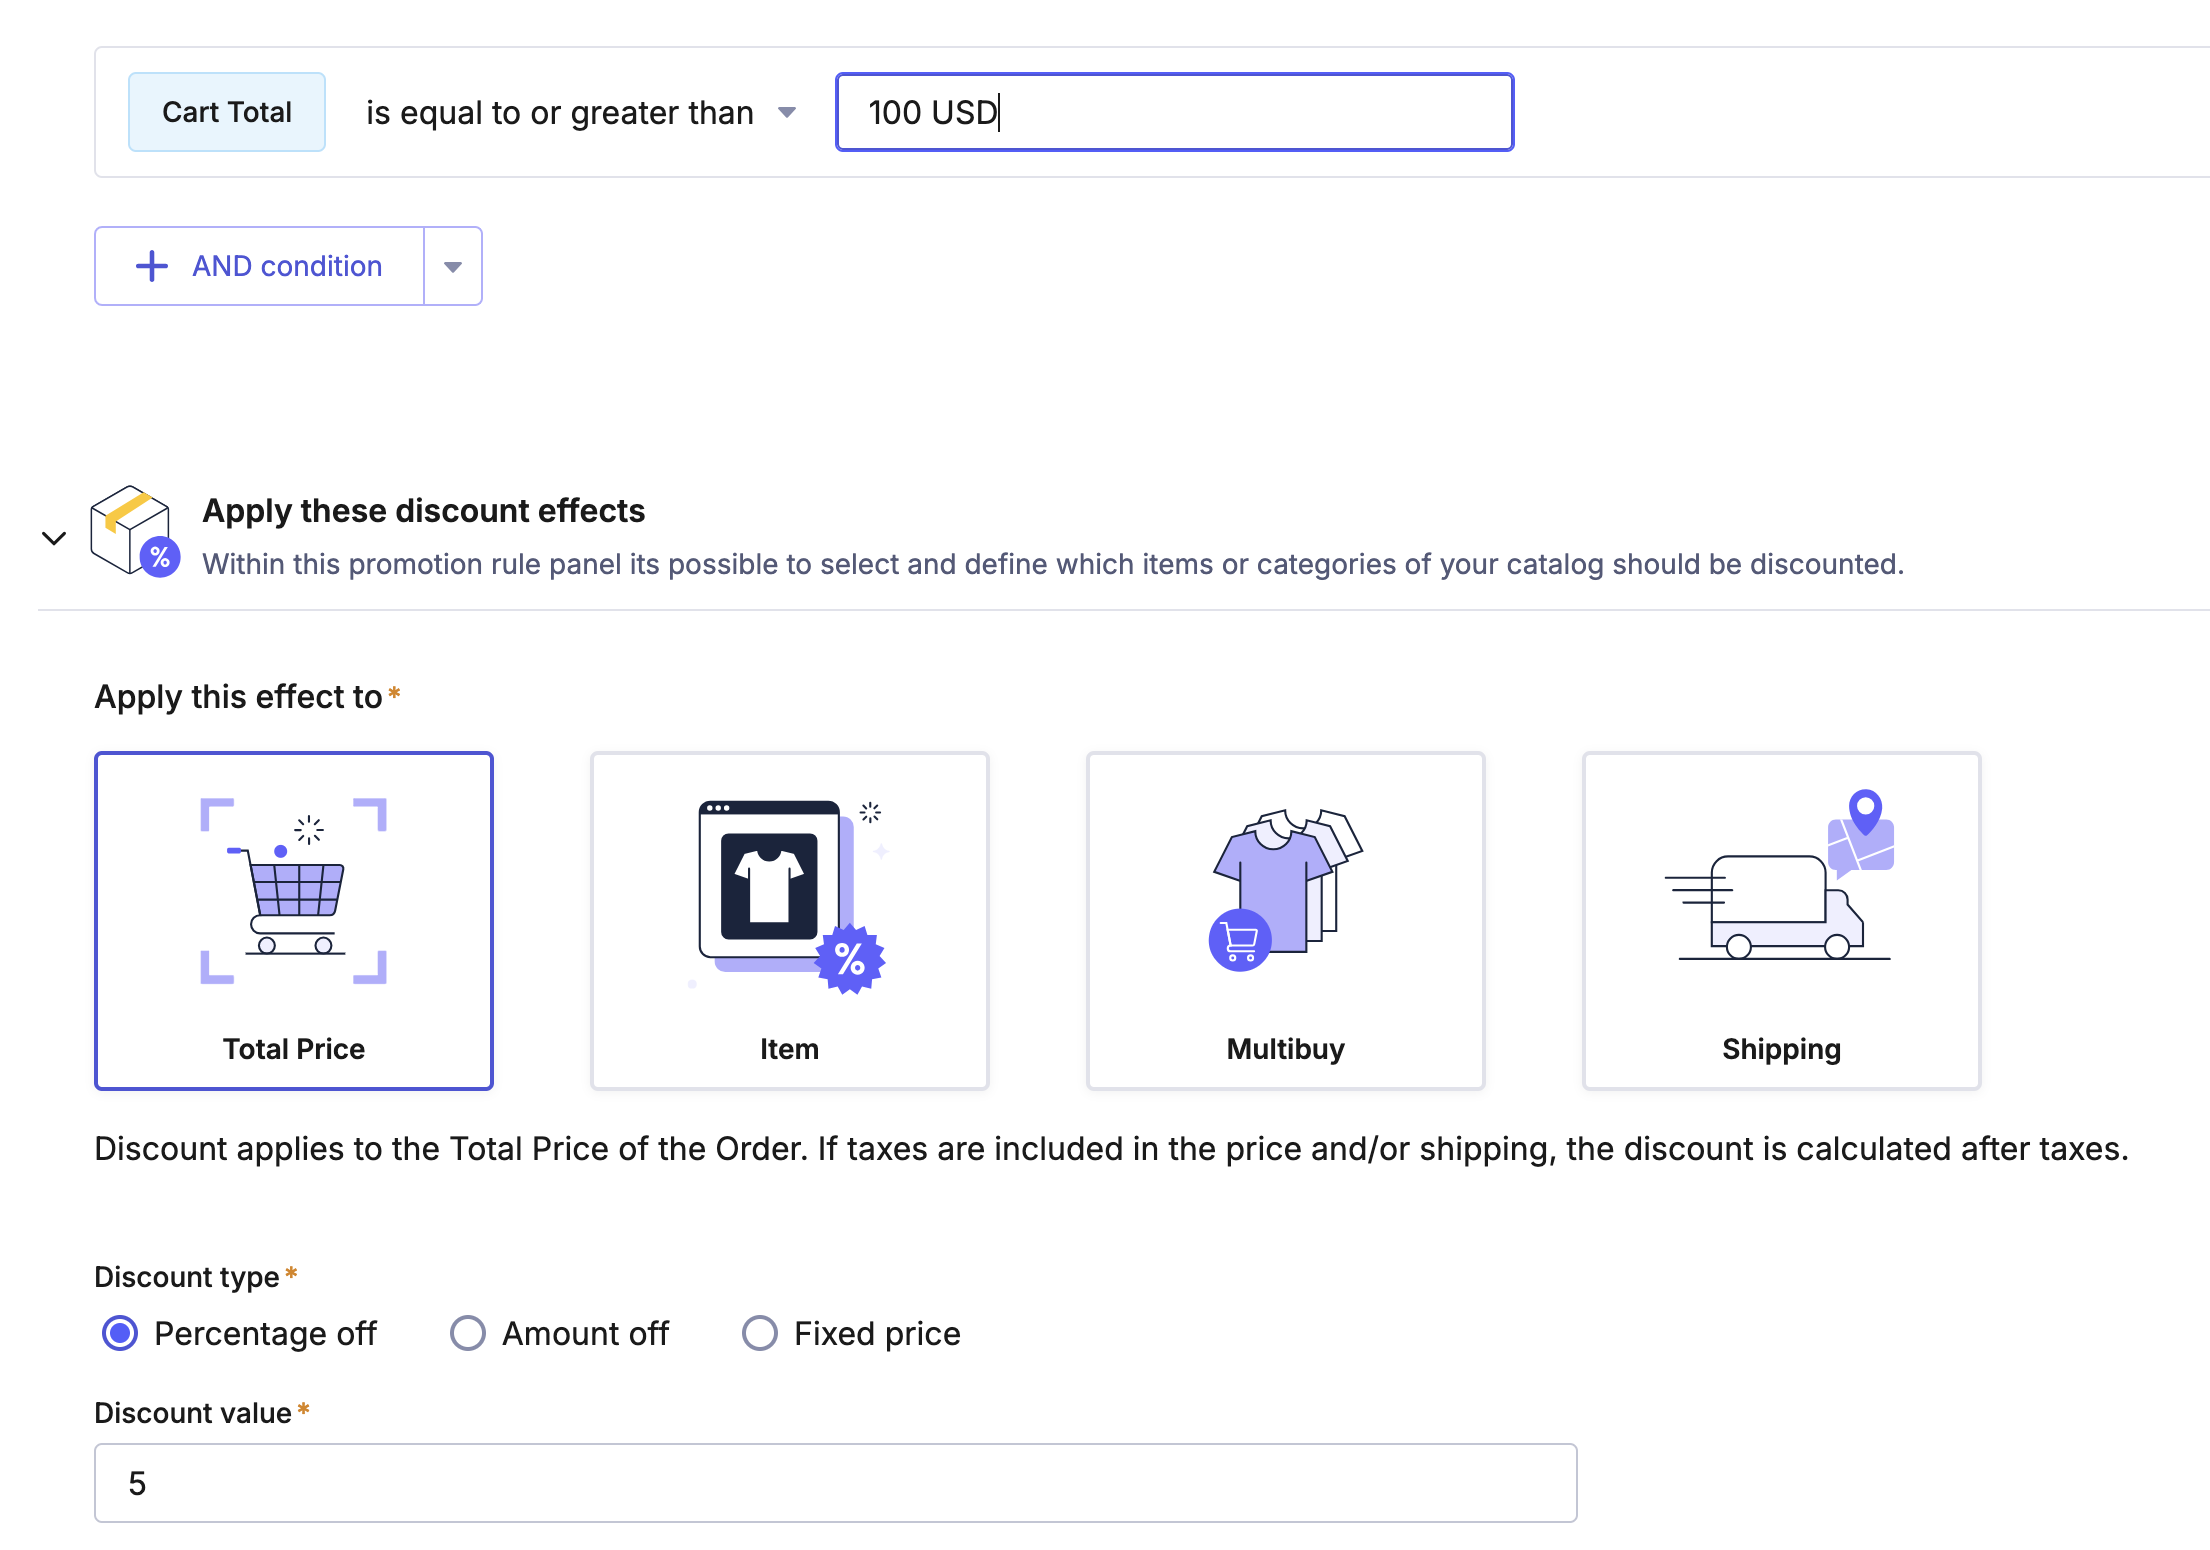 Cart Total is equal to or greater than 100 USD
AND condition
Apply these discount effects
%
Within this promotion rule panel its possible to select and define which items or categories of your catalog should be discounted.
Apply this effect to*
%
Total Price Item Multibuy Shipping
Discount applies to the Total Price of the Order. If taxes are included in the price and/or shipping, the discount is calculated after taxes.
Discount type*
Percentage off Amount off Fixed price
Discount value*
5